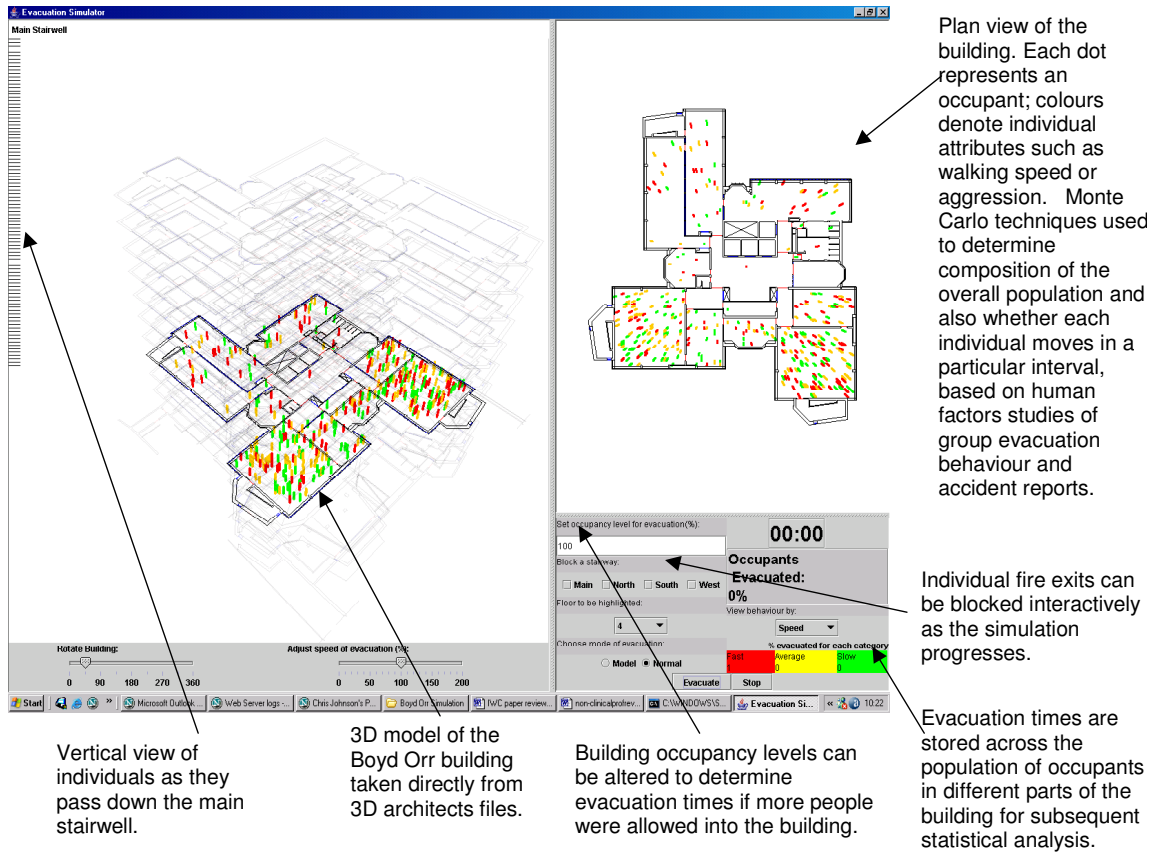 Evacuation Simulator
Main Stairwell
Rotate Building:
0 90 180 270 360
Adjust speed of evacuation (%):
0 50 100 150 200
Set occupancy level for evacuation(%):
100
Block a stairway:
Main North South West
Floor to be highlighted:
4
Choose mode of evacuation:
Model Normal
00:00
Occupants
Evacuated:
0%
View behaviour by:
Speed
% evacuated for each category
Fast Average Slow
0 0
Evacuate Stop
Start Microsoft Outlook ... Web Server logs -... Chris Johnson's P... Boyd Orr Simulation IWC paper review... non-clinicalprofrev... C:\WINDOWS\S... Evacuation Si... 10:22
Plan view of the
building. Each dot
represents an
occupant; colours
denote individual
attributes such as
walking speed or
aggression. Monte
Carlo techniques used
to determine
composition of the
overall population and
also whether each
individual moves in a
particular interval,
based on human
factors studies of
group evacuation
behaviour and
accident reports.
Individual fire exits can
be blocked interactively
as the simulation
progresses.
Evacuation times are
stored across the
population of occupants
in different parts of the
building for subsequent
statistical analysis.
Vertical view of
individuals as they
pass down the main
stairwell.
3D model of the
Boyd Orr building
taken directly from
3D architects files.
Building occupancy levels can
be altered to determine
evacuation times if more people
were allowed into the building.